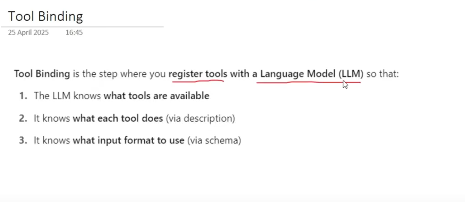 Tool Binding
25 April 2025 16:45
Tool Binding is the step where you register tools with a Language Model (LLM) so that:
1. The LLM knows what tools are available
2. It knows what each tool does (via description)
3. It knows what input format to use (via schema)